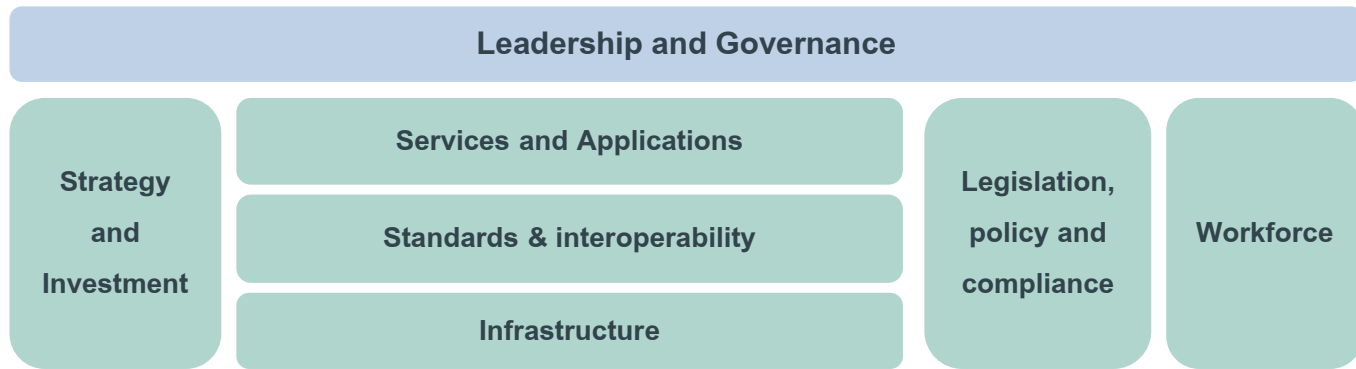 Leadership and Governance
Strategy
and
Investment
Services and Applications
Standards & interoperability
Infrastructure
Legislation,
policy and
compliance
Workforce